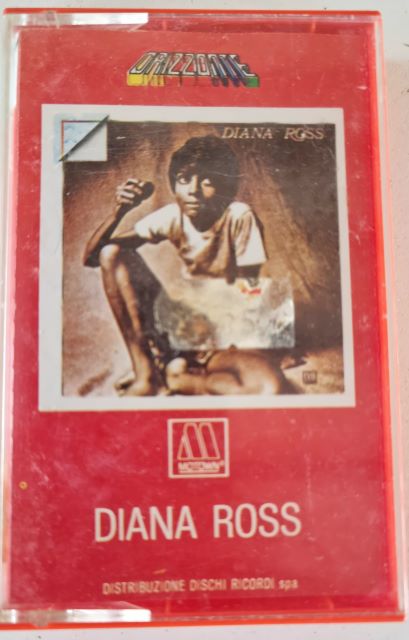 ORIZZONTE
DIANA ROSS
MOTOWN
DIANA ROSS
DISTRIBUZIONE DISCHI RICORDI spa